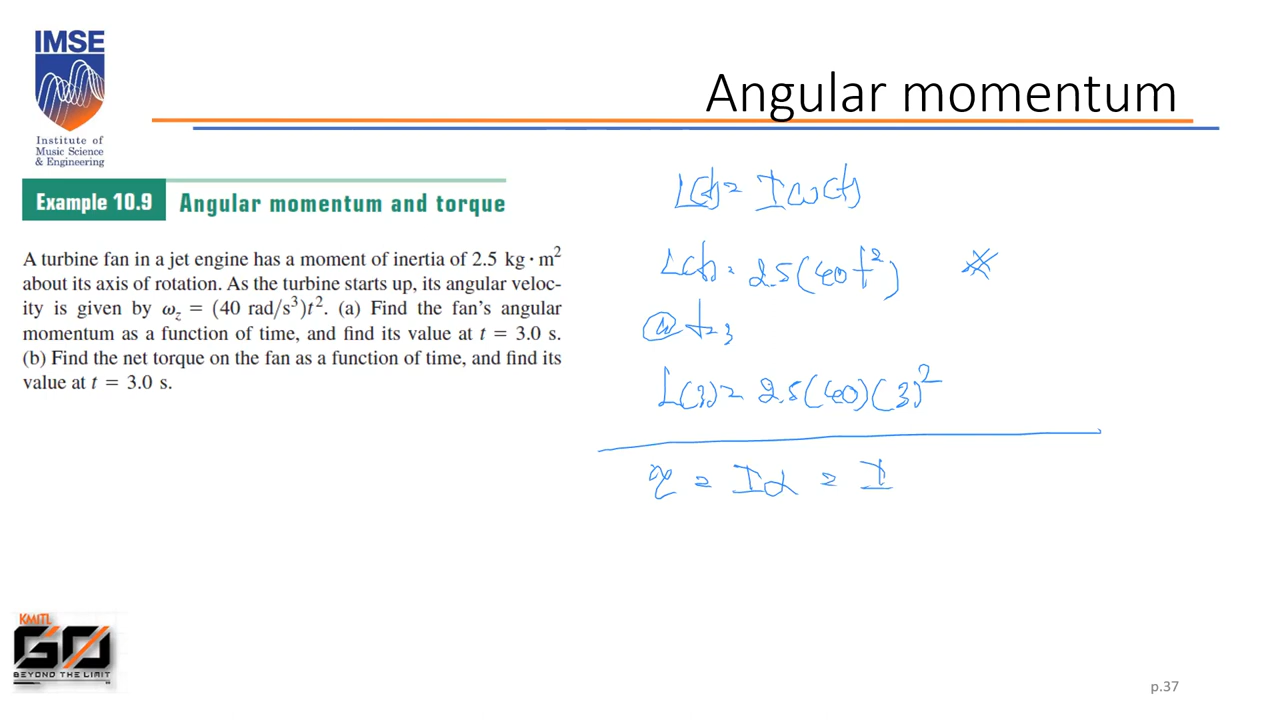 IMSE
Institute of
Music Science
& Engineering
Angular momentum
Example 10.9 Angular momentum and torque
A turbine fan in a jet engine has a moment of inertia of 2.5 kg · m²
about its axis of rotation. As the turbine starts up, its angular veloc-
ity is given by ω_z = (40 rad/s³)t². (a) Find the fan's angular
momentum as a function of time, and find its value at t = 3.0 s.
(b) Find the net torque on the fan as a function of time, and find its
value at t = 3.0 s.
L(t) = Iω(t)
L(t) = 2.5(40t²)
@ t=3
L(3) = 2.5(40)(3)²
τ = Iα = I
KMITL
GO
BEYOND THE LIMIT
p.37